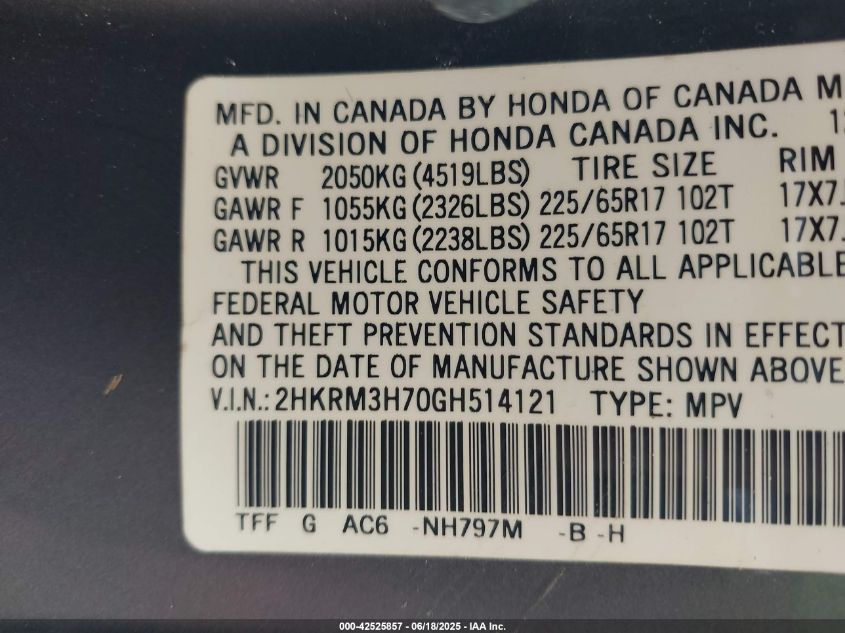 MFD. IN CANADA BY HONDA OF CANADA M
A DIVISION OF HONDA CANADA INC.
GVWR 2050KG (4519LBS) TIRE SIZE RIM
GAWR F 1055KG (2326LBS) 225/65R17 102T 17X7
GAWR R 1015KG (2238LBS) 225/65R17 102T 17X7
THIS VEHICLE CONFORMS TO ALL APPLICABLE
FEDERAL MOTOR VEHICLE SAFETY
AND THEFT PREVENTION STANDARDS IN EFFECT
ON THE DATE OF MANUFACTURE SHOWN ABOVE
V.I.N.: 2HKRM3H70GH514121 TYPE: MPV
TFF G AC6 -NH797M -B -H
000-42525857 - 06/18/2025 - IAA Inc.